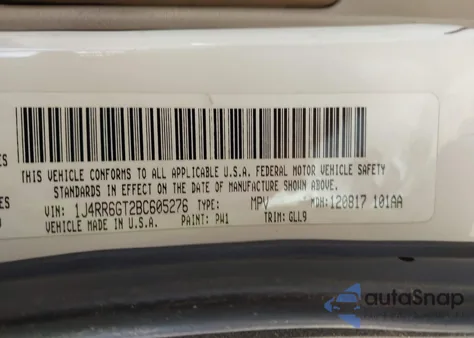 THIS VEHICLE CONFORMS TO ALL APPLICABLE U.S.A. FEDERAL MOTOR VEHICLE SAFETY
STANDARDS IN EFFECT ON THE DATE OF MANUFACTURE SHOWN ABOVE.
VIN: 1J4RR6GT2BC605276 TYPE: MPV MDH: 120817 101AA
VEHICLE MADE IN U.S.A. PAINT: PW1 TRIM: GLL9
autoSnap